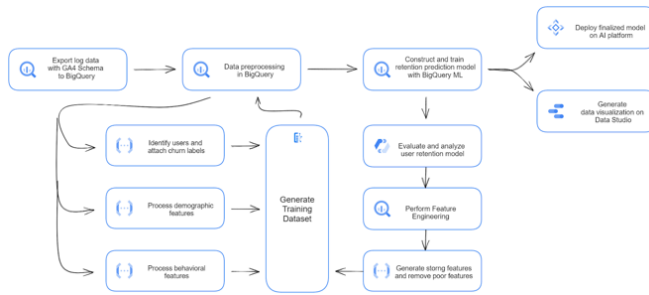 Export log data
with GA4 Schema
to BigQuery
Data preprocessing
in BigQuery
Construct and train
retention prediction model
with BigQuery ML
Deploy finalized model
on AI platform
Generate
data visualization on
Data Studio
Identify users and
attach churn labels
Process demographic
features
Process behavioral
features
Generate
Training
Dataset
Evaluate and analyze
user retention model
Perform Feature
Engineering
Generate storng features
and remove poor features